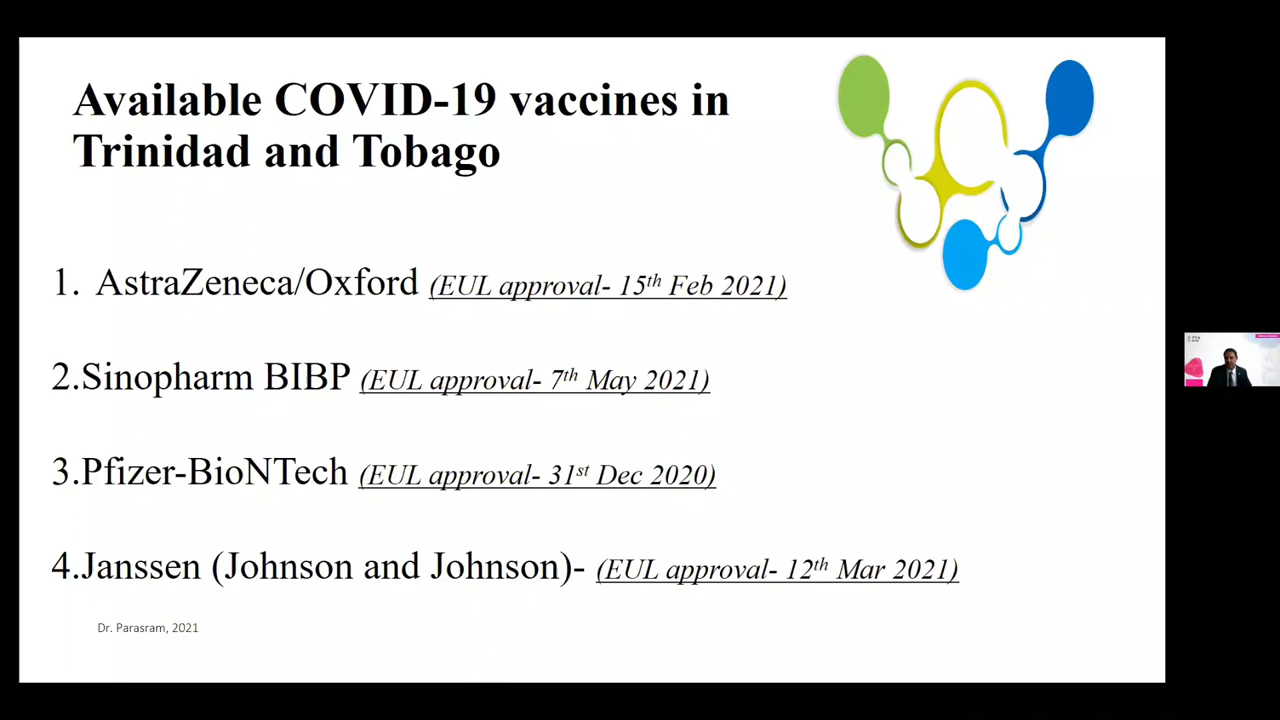 Available COVID-19 vaccines in
Trinidad and Tobago
1. AstraZeneca/Oxford (EUL approval- 15th Feb 2021)
2.Sinopharm BIBP (EUL approval- 7th May 2021)
3.Pfizer-BioNTech (EUL approval- 31st Dec 2020)
4.Janssen (Johnson and Johnson)- (EUL approval- 12th Mar 2021)
Dr. Parasram, 2021